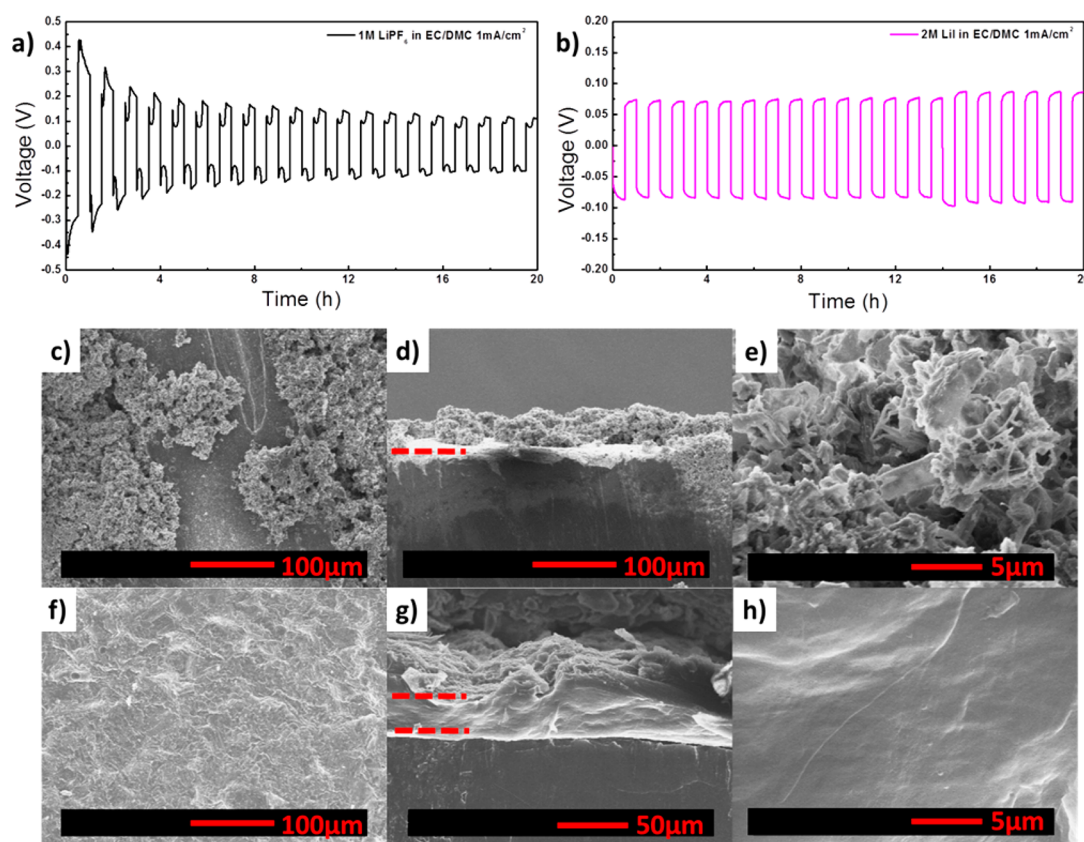 a)
1M LiPF6 in EC/DMC 1mA/cm²
0.5
0.4
0.3
0.2
0.1
0.0
-0.1
-0.2
-0.3
-0.4
-0.5
Voltage (V)
0 4 8 12 16 20
Time (h)
b)
2M LiI in EC/DMC 1mA/cm²
0.20
0.15
0.10
0.05
0.00
-0.05
-0.10
-0.15
-0.20
Voltage (V)
0 4 8 12 16 2
Time (h)
c)
100μm
d)
100μm
e)
5μm
f)
100μm
g)
50μm
h)
5μm